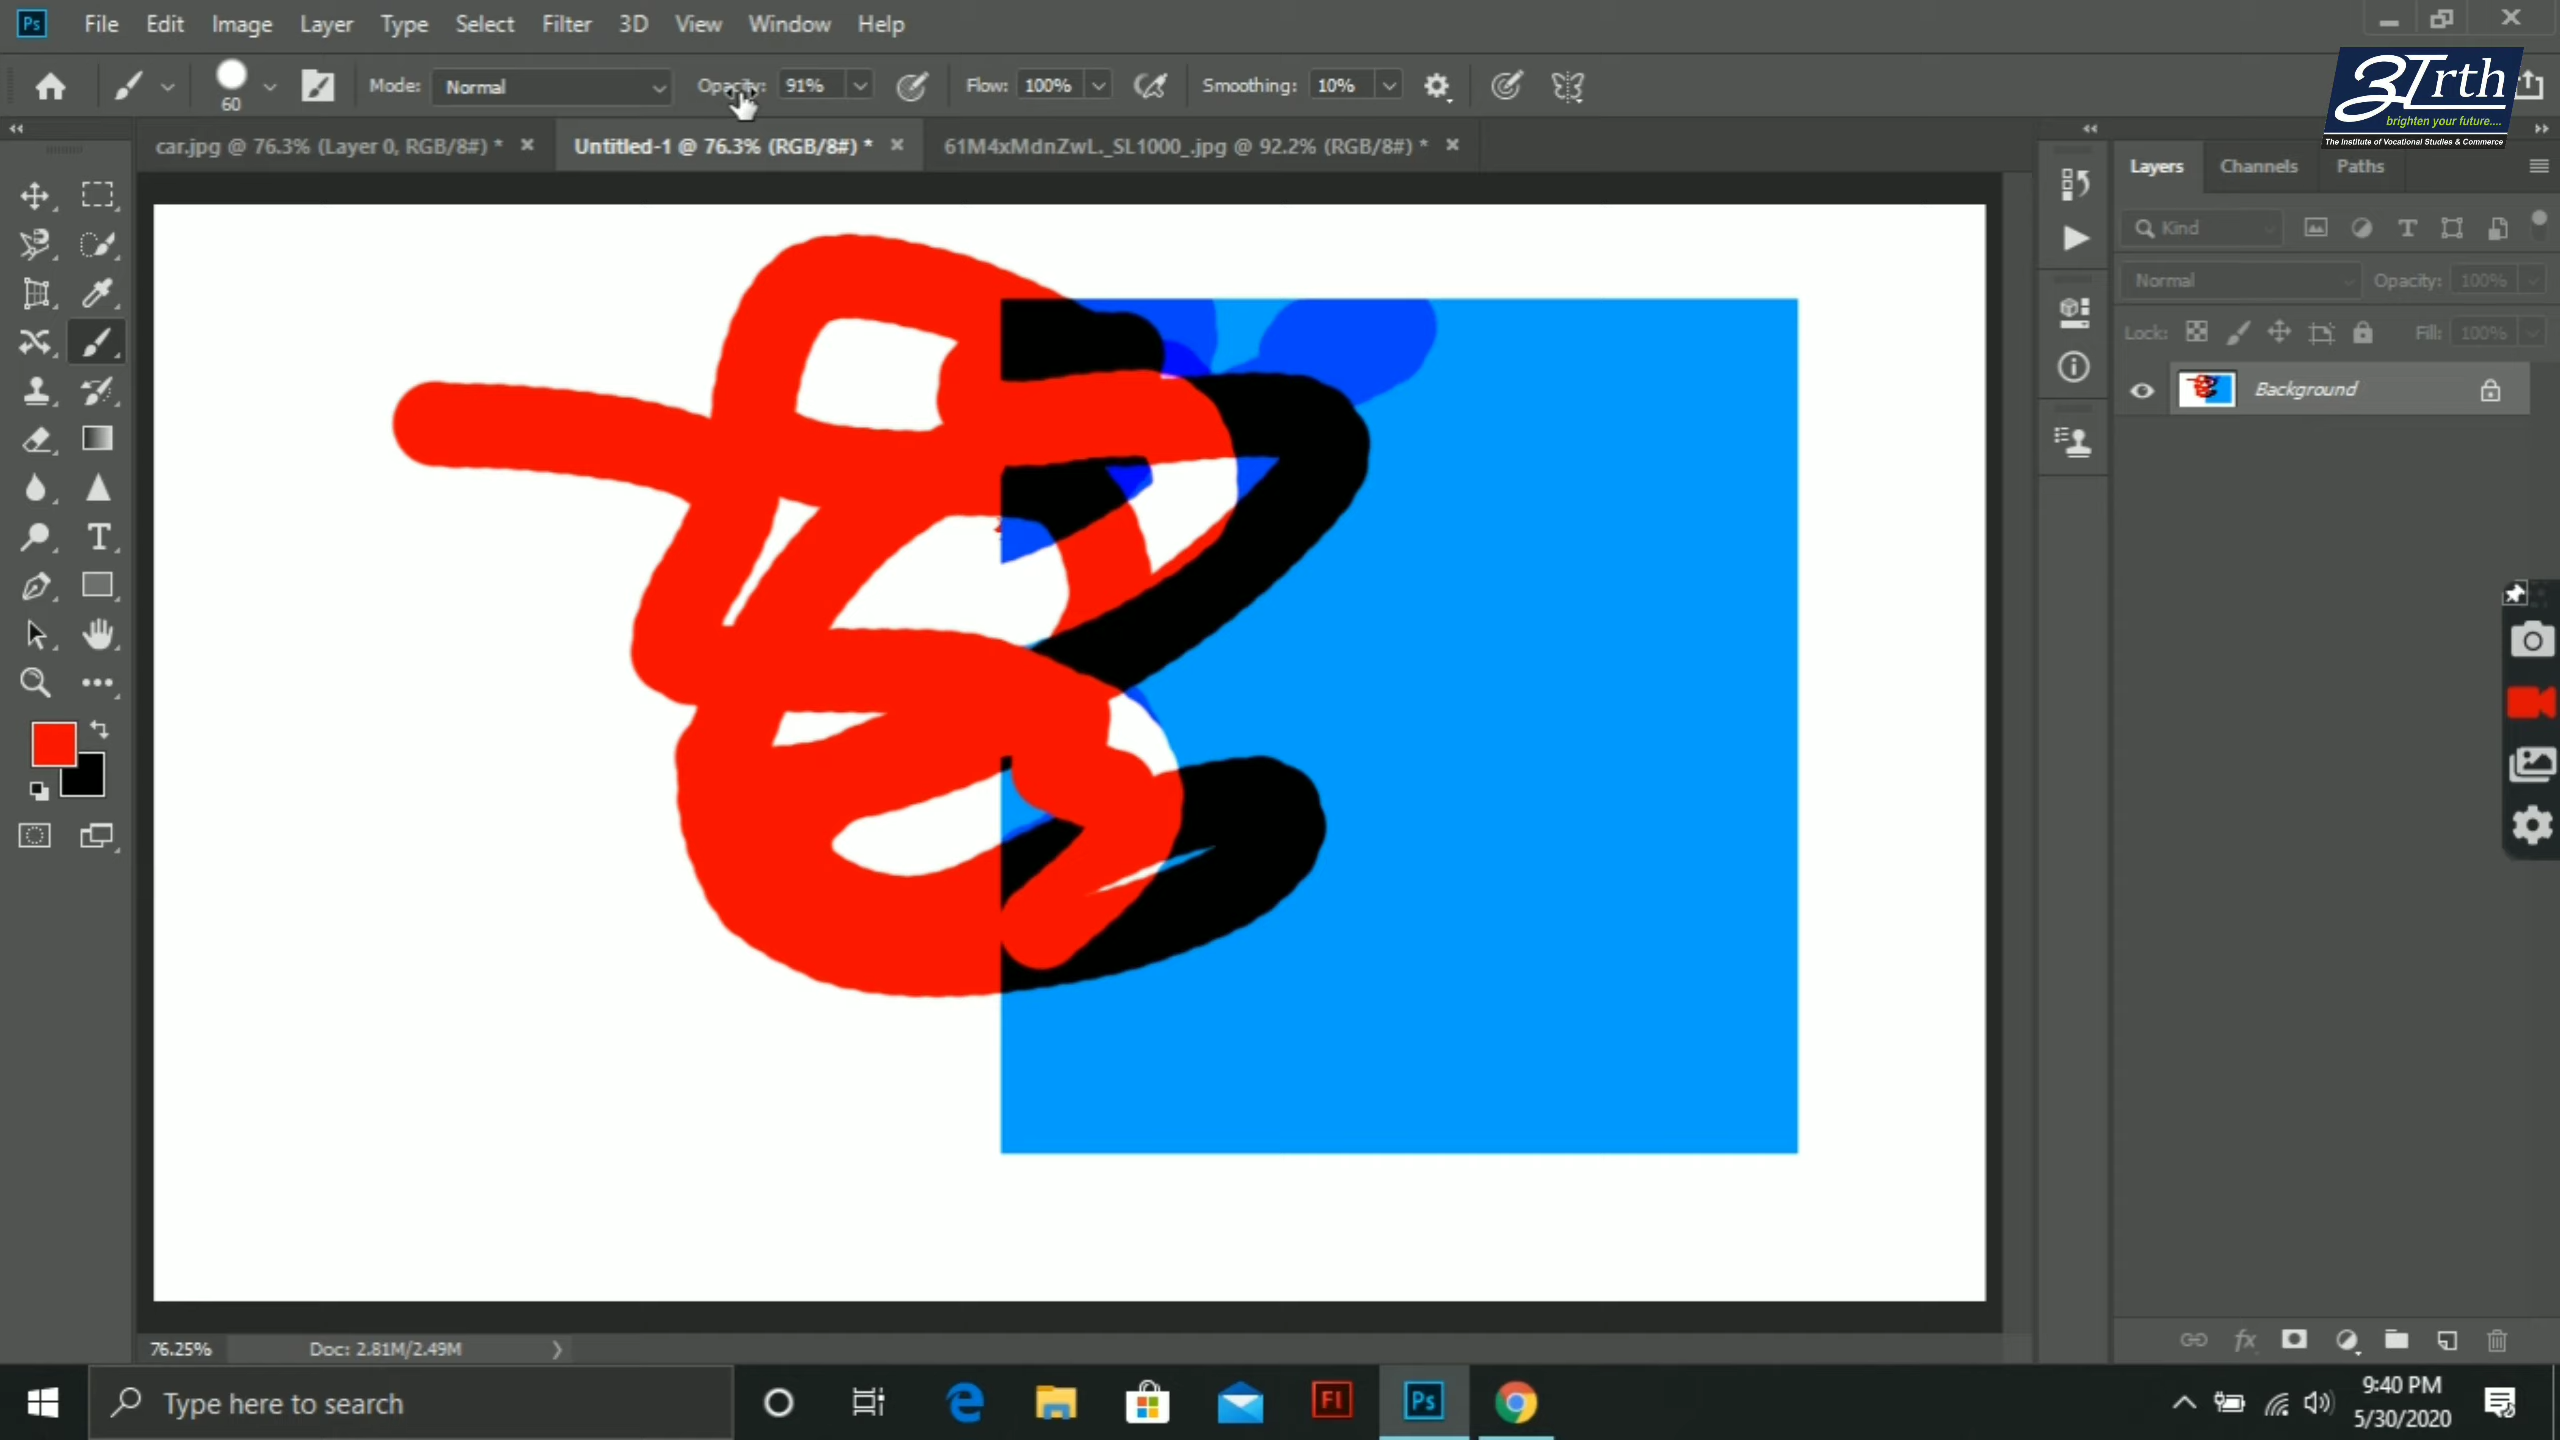 Ps File Edit Image Layer Type Select Filter 3D View Window Help
60 Mode: Normal Opacity: 91% Flow: 100% Smoothing: 10%
3Tirth
brighten your future....
The Institute of Vocational Studies & Commerce
car.jpg @ 76.3% (Layer 0, RGB/8#) * Untitled-1 @ 76.3% (RGB/8#) * 61M4xMdnZwL._SL1000_.jpg @ 92.2% (RGB/8#) *
Layers Channels Paths
Kind
Normal Opacity: 100%
Lock: Fill: 100%
Background
76.25% Doc: 2.81M/2.49M
Type here to search
Fl Ps
9:40 PM
5/30/2020